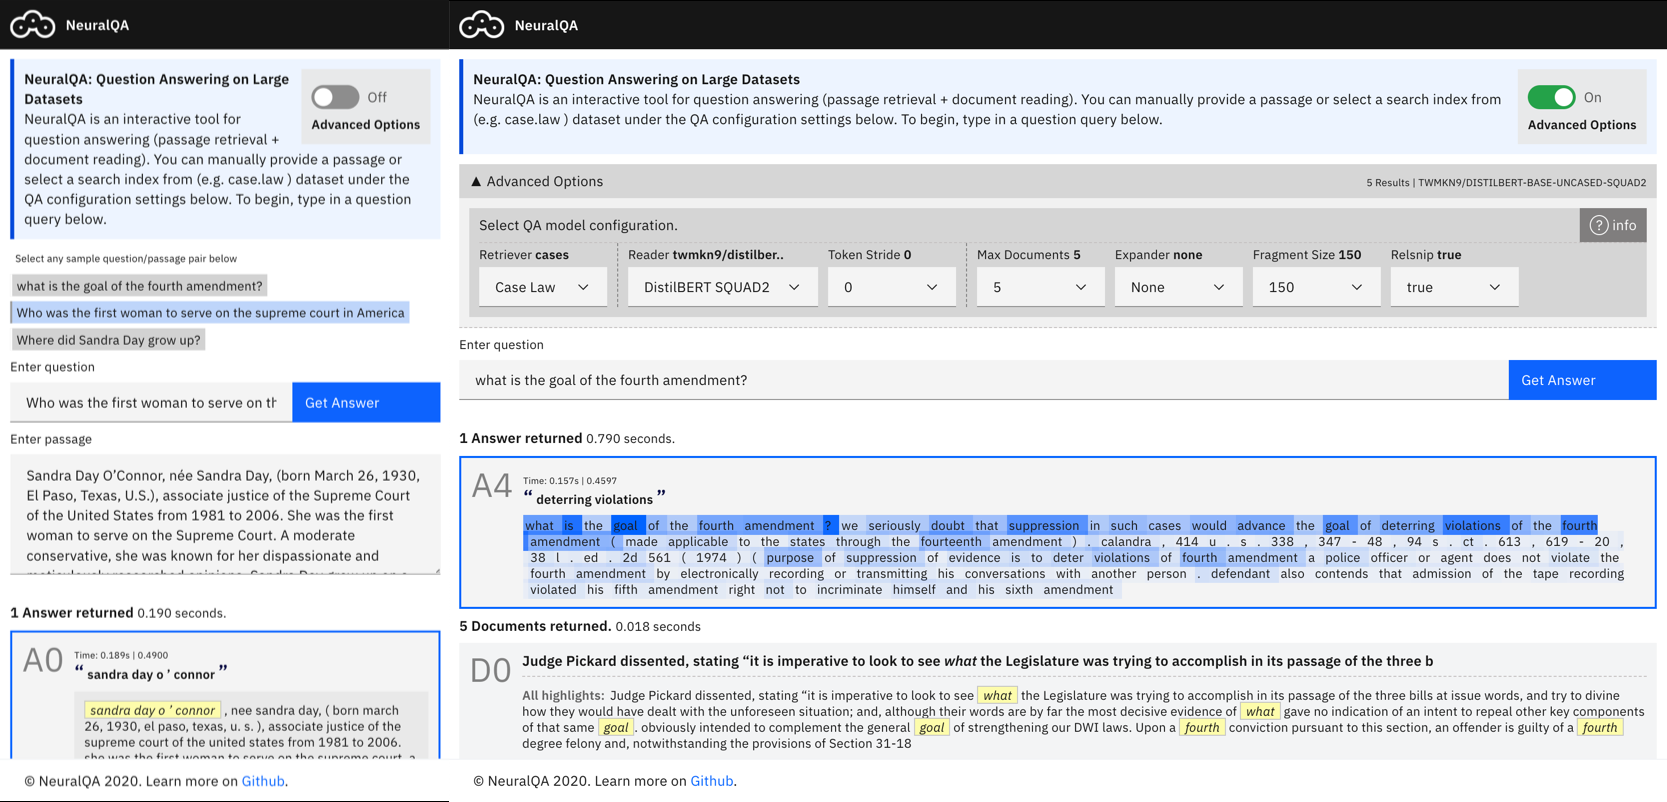 NeuralQA
NeuralQA: Question Answering on Large
Datasets
NeuralQA is an interactive tool for
question answering (passage retrieval +
document reading). You can manually provide a passage or
select a search index from (e.g. case.law ) dataset under the
QA configuration settings below. To begin, type in a question
query below.
Off
Advanced Options
Select any sample question/passage pair below
what is the goal of the fourth amendment?
Who was the first woman to serve on the supreme court in America
Where did Sandra Day grow up?
Enter question
Who was the first woman to serve on th
Get Answer
Enter passage
Sandra Day O'Connor, née Sandra Day, (born March 26, 1930,
El Paso, Texas, U.S.), associate justice of the Supreme Court
of the United States from 1981 to 2006. She was the first
woman to serve on the Supreme Court. A moderate
conservative, she was known for her dispassionate and
1 Answer returned 0.190 seconds.
A0
Time: 0.189s | 0.4900
“ sandra day o ’ connor ”
sandra day o ’ connor , nee sandra day, ( born march
26, 1930, el paso, texas, u. s. ), associate justice of the
supreme court of the united states from 1981 to 2006.
she was the first woman to serve on the supreme court. a
© NeuralQA 2020. Learn more on Github.
NeuralQA
NeuralQA: Question Answering on Large Datasets
NeuralQA is an interactive tool for question answering (passage retrieval + document reading). You can manually provide a passage or select a search index from
(e.g. case.law ) dataset under the QA configuration settings below. To begin, type in a question query below.
On
Advanced Options
▲ Advanced Options
5 Results | TWMKN9/DISTILBERT-BASE-UNCASED-SQUAD2
Select QA model configuration.
? info
Retriever cases
Reader twmkn9/distilber..
Token Stride 0
Max Documents 5
Expander none
Fragment Size 150
Relsnip true
Case Law
DistilBERT SQUAD2
0
5
None
150
true
Enter question
what is the goal of the fourth amendment?
Get Answer
1 Answer returned 0.790 seconds.
A4
Time: 0.157s | 0.4597
“ deterring violations ”
what is the goal of the fourth amendment ? we seriously doubt that suppression in such cases would advance the goal of deterring violations of the fourth
amendment ( made applicable to the states through the fourteenth amendment ) . calandra , 414 u . s . 338 , 347 - 48 , 94 s . ct . 613 , 619 - 20 ,
38 l . ed . 2d 561 ( 1974 ) ( purpose of suppression of evidence is to deter violations of fourth amendment a police officer or agent does not violate the
fourth amendment by electronically recording or transmitting his conversations with another person . defendant also contends that admission of the tape recording
violated his fifth amendment right not to incriminate himself and his sixth amendment
5 Documents returned. 0.018 seconds
D0
Judge Pickard dissented, stating “it is imperative to look to see what the Legislature was trying to accomplish in its passage of the three b
All highlights: Judge Pickard dissented, stating “it is imperative to look to see what the Legislature was trying to accomplish in its passage of the three bills at issue words, and try to divine
how they would have dealt with the unforeseen situation; and, although their words are by far the most decisive evidence of what gave no indication of an intent to repeal other key components
of that same goal . obviously intended to complement the general goal of strengthening our DWI laws. Upon a fourth conviction pursuant to this section, an offender is guilty of a fourth
degree felony and, notwithstanding the provisions of Section 31-18
© NeuralQA 2020. Learn more on Github.